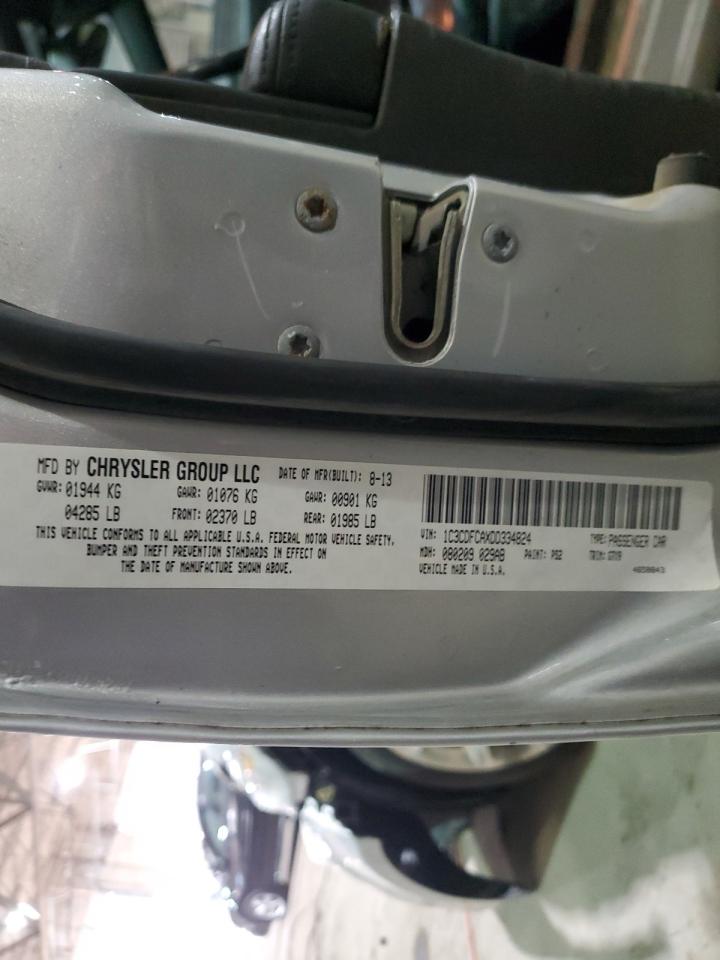 MFD BY CHRYSLER GROUP LLC DATE OF MFR(BUILT): 8-13
GVWR: 01944 KG GAWR: 01076 KG GAWR: 00901 KG
04285 LB FRONT: 02370 LB REAR: 01985 LB
THIS VEHICLE CONFORMS TO ALL APPLICABLE U.S.A. FEDERAL MOTOR VEHICLE SAFETY,
BUMPER AND THEFT PREVENTION STANDARDS IN EFFECT ON
THE DATE OF MANUFACTURE SHOWN ABOVE.
VIN: 1C3CDFCAXDD334824 TYPE: PASSENGER CAR
MDH: 080209 029AB PAINT: PS2 TRIM:
VEHICLE MADE IN U.S.A.